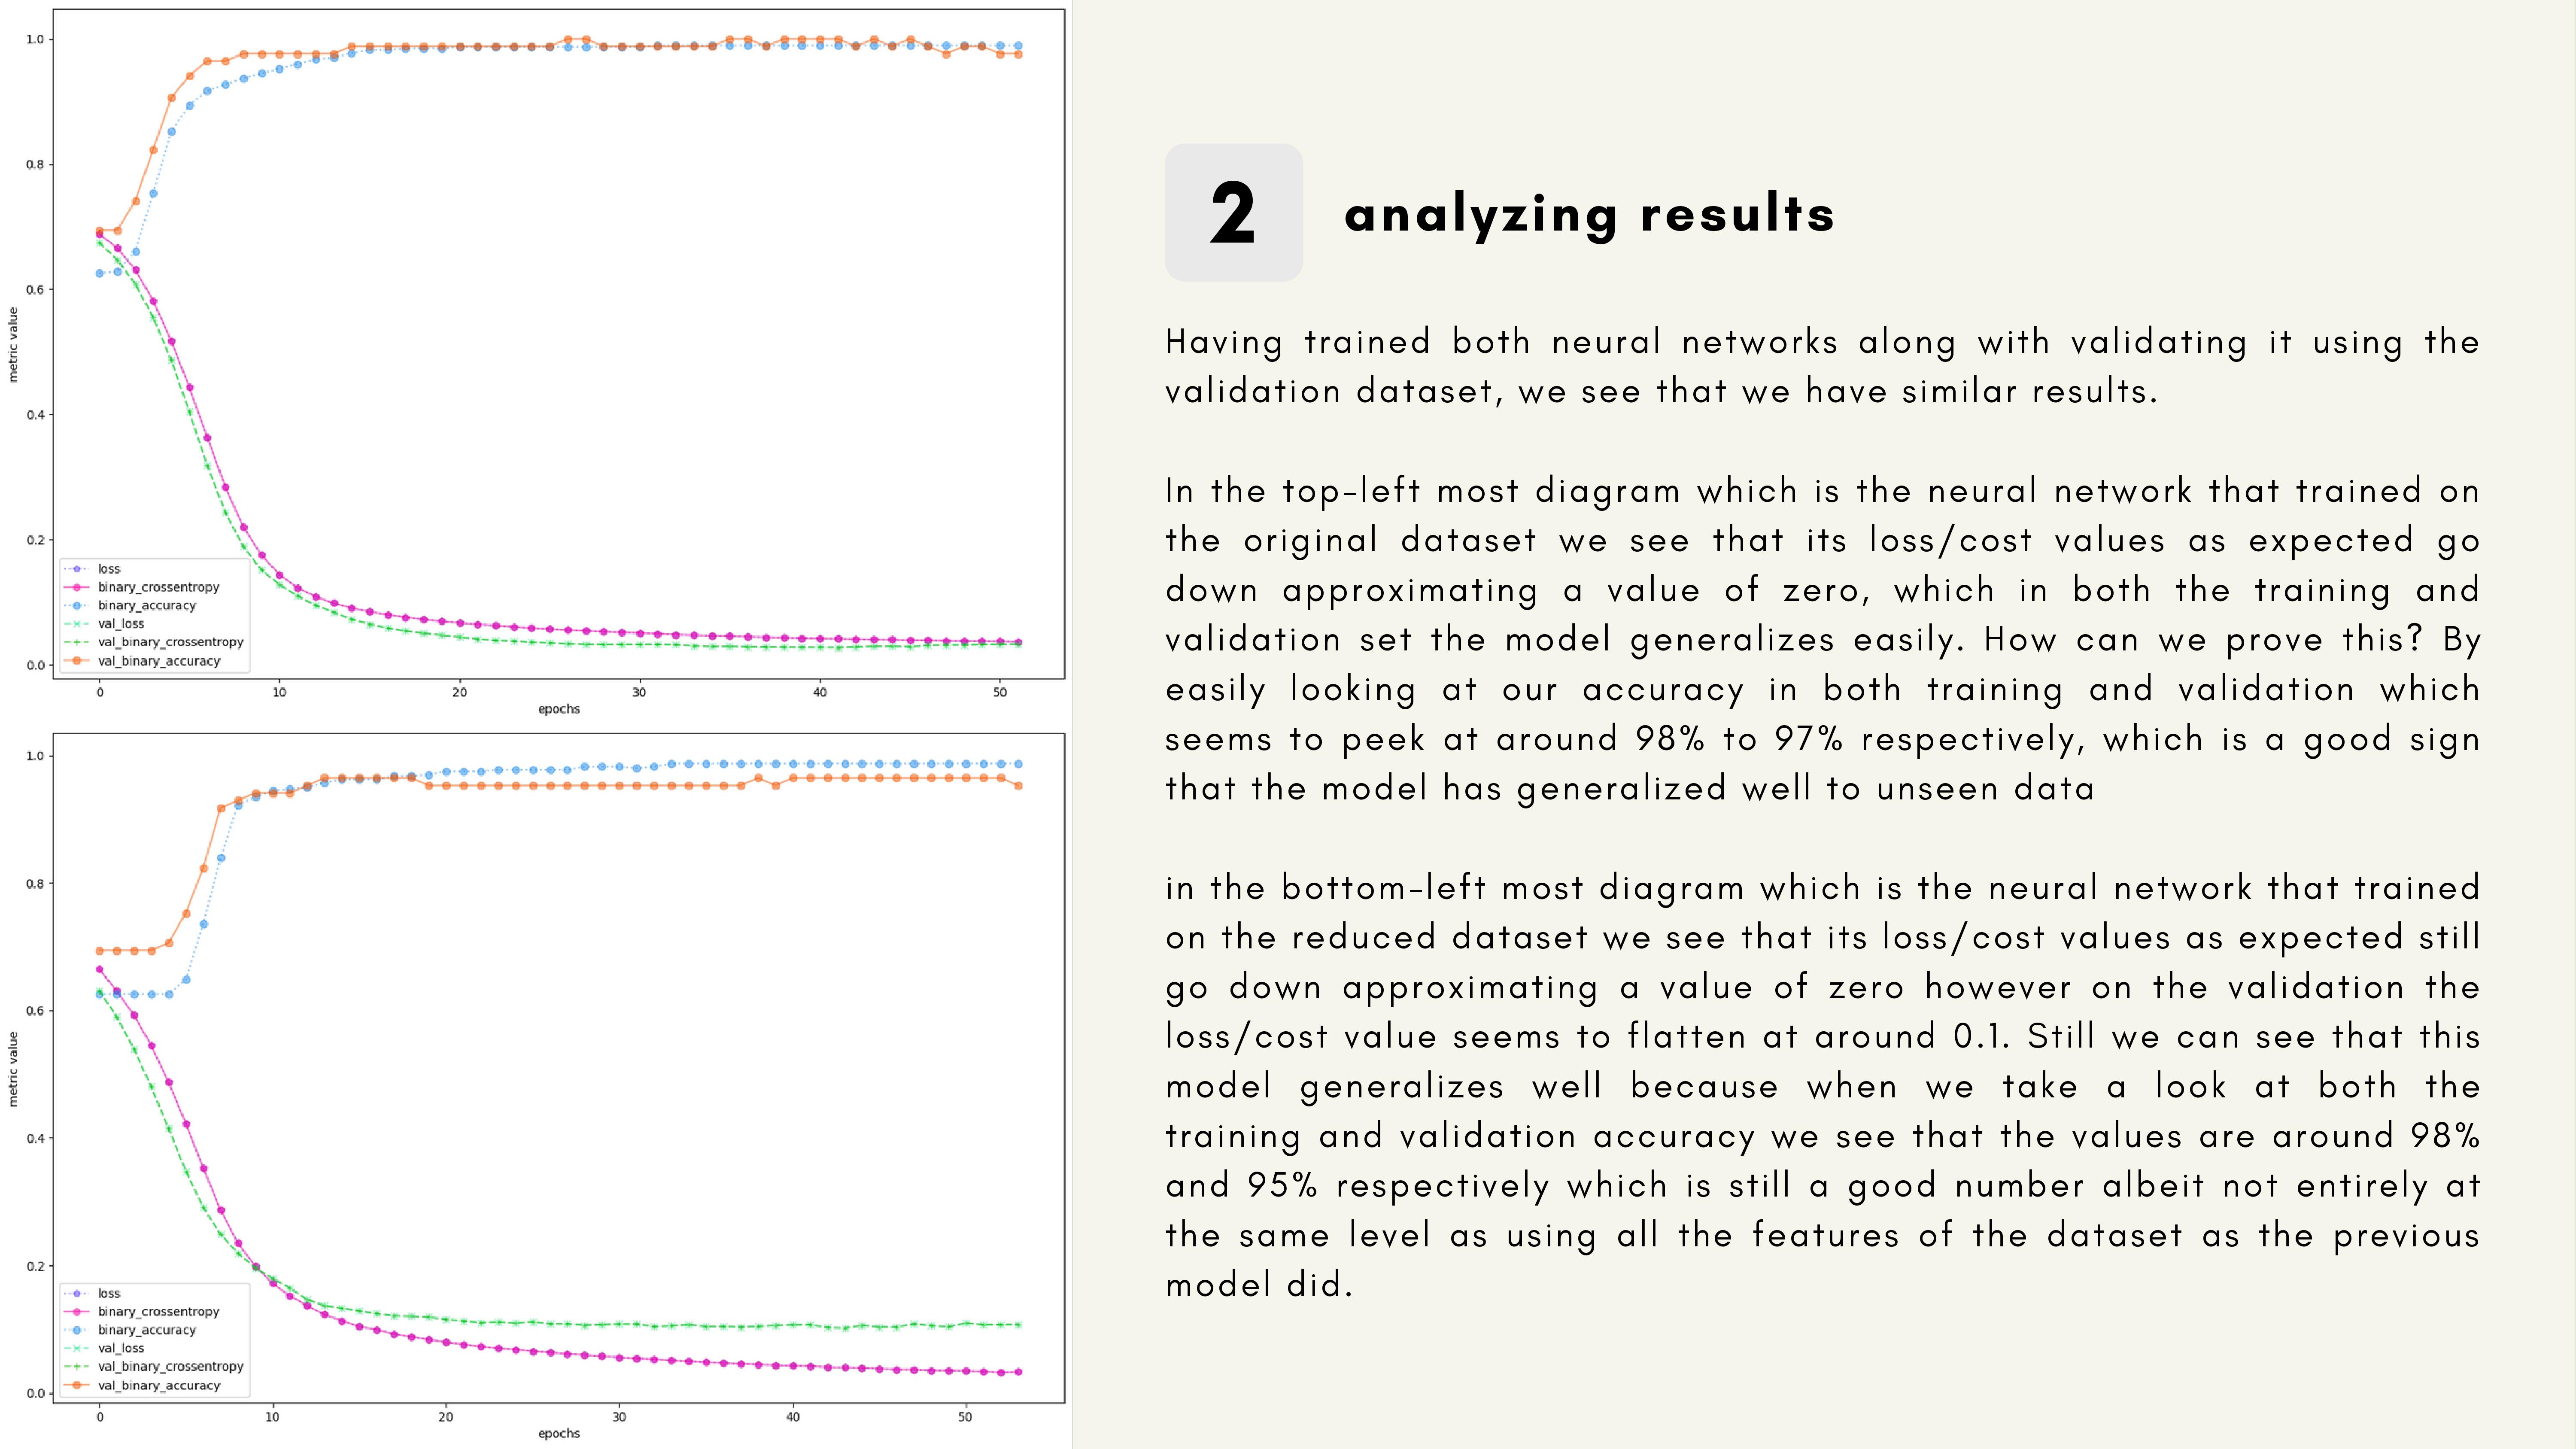 1.0
0.8
0.6
0.4
0.2
0.0
metric value
loss
binary_crossentropy
binary_accuracy
val_loss
val_binary_crossentropy
val_binary_accuracy
0 10 20 30 40 50
epochs
1.0
0.8
0.6
0.4
0.2
0.0
metric value
loss
binary_crossentropy
binary_accuracy
val_loss
val_binary_crossentropy
val_binary_accuracy
0 10 20 30 40 50
epochs
2 analyzing results
Having trained both neural networks along with validating it using the
validation dataset, we see that we have similar results.
In the top-left most diagram which is the neural network that trained on
the original dataset we see that its loss/cost values as expected go
down approximating a value of zero, which in both the training and
validation set the model generalizes easily. How can we prove this? By
easily looking at our accuracy in both training and validation which
seems to peek at around 98% to 97% respectively, which is a good sign
that the model has generalized well to unseen data
in the bottom-left most diagram which is the neural network that trained
on the reduced dataset we see that its loss/cost values as expected still
go down approximating a value of zero however on the validation the
loss/cost value seems to flatten at around 0.1. Still we can see that this
model generalizes well because when we take a look at both the
training and validation accuracy we see that the values are around 98%
and 95% respectively which is still a good number albeit not entirely at
the same level as using all the features of the dataset as the previous
model did.